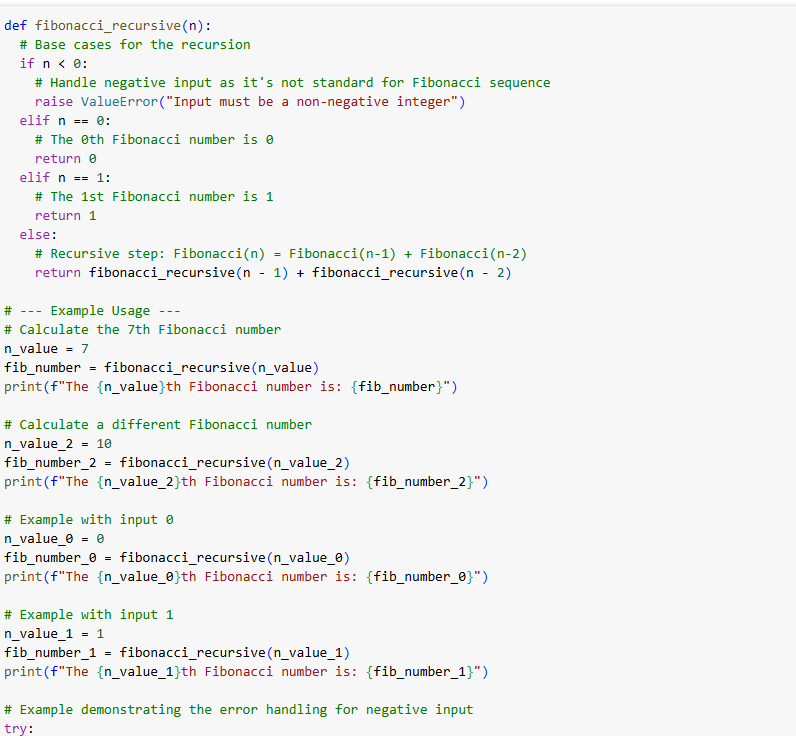 def fibonacci_recursive(n):
  # Base cases for the recursion
  if n < 0:
    # Handle negative input as it's not standard for Fibonacci sequence
    raise ValueError("Input must be a non-negative integer")
  elif n == 0:
    # The 0th Fibonacci number is 0
    return 0
  elif n == 1:
    # The 1st Fibonacci number is 1
    return 1
  else:
    # Recursive step: Fibonacci(n) = Fibonacci(n-1) + Fibonacci(n-2)
    return fibonacci_recursive(n - 1) + fibonacci_recursive(n - 2)

# --- Example Usage ---
# Calculate the 7th Fibonacci number
n_value = 7
fib_number = fibonacci_recursive(n_value)
print(f"The {n_value}th Fibonacci number is: {fib_number}")

# Calculate a different Fibonacci number
n_value_2 = 10
fib_number_2 = fibonacci_recursive(n_value_2)
print(f"The {n_value_2}th Fibonacci number is: {fib_number_2}")

# Example with input 0
n_value_0 = 0
fib_number_0 = fibonacci_recursive(n_value_0)
print(f"The {n_value_0}th Fibonacci number is: {fib_number_0}")

# Example with input 1
n_value_1 = 1
fib_number_1 = fibonacci_recursive(n_value_1)
print(f"The {n_value_1}th Fibonacci number is: {fib_number_1}")

# Example demonstrating the error handling for negative input
try: